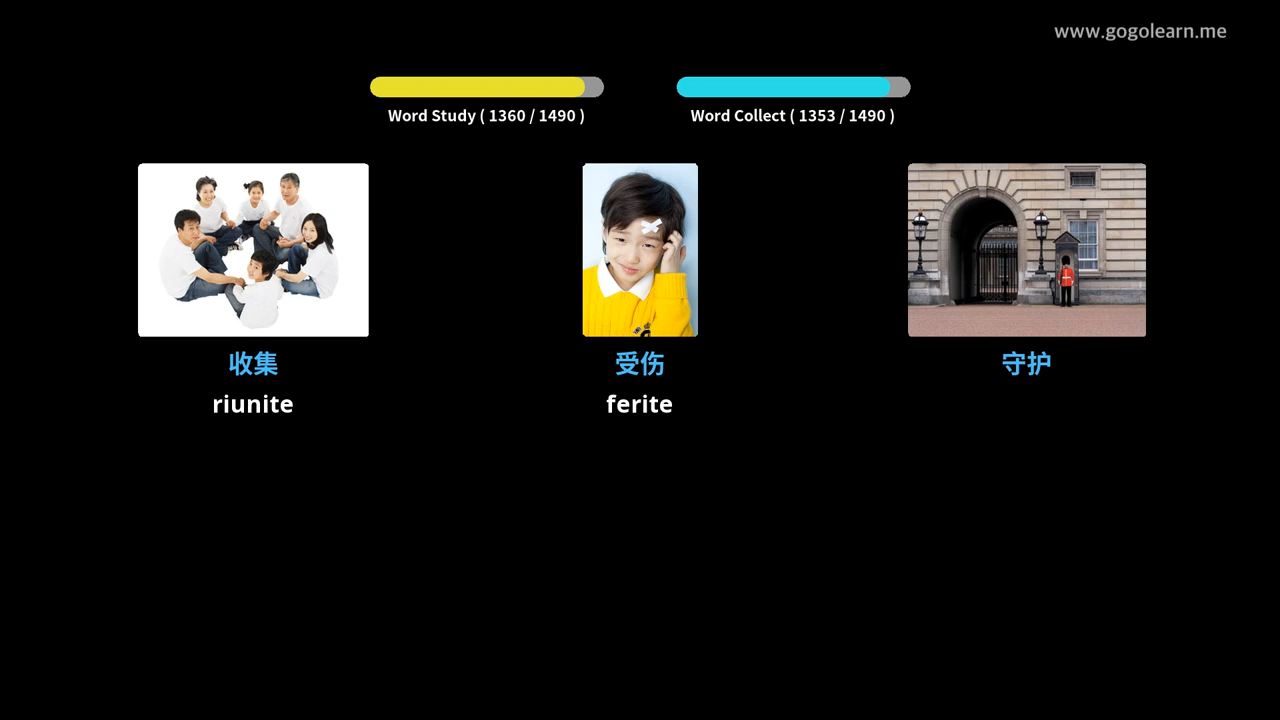 www.gogolearn.me
Word Study ( 1360 / 1490 )
Word Collect ( 1353 / 1490 )
收集
受伤
守护
riunite
ferite